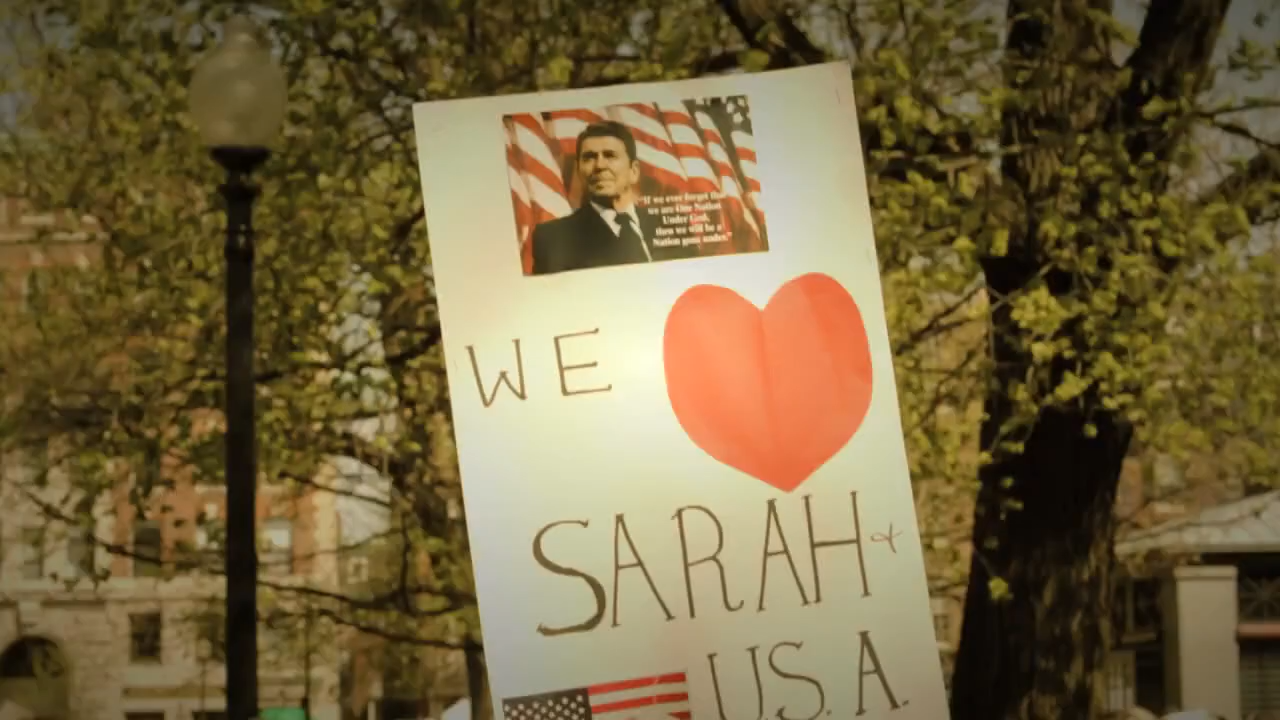 "If we ever forget that
we are One Nation
Under God,
then we will be a
Nation gone under."
WE
SARAH +
U.S.A.